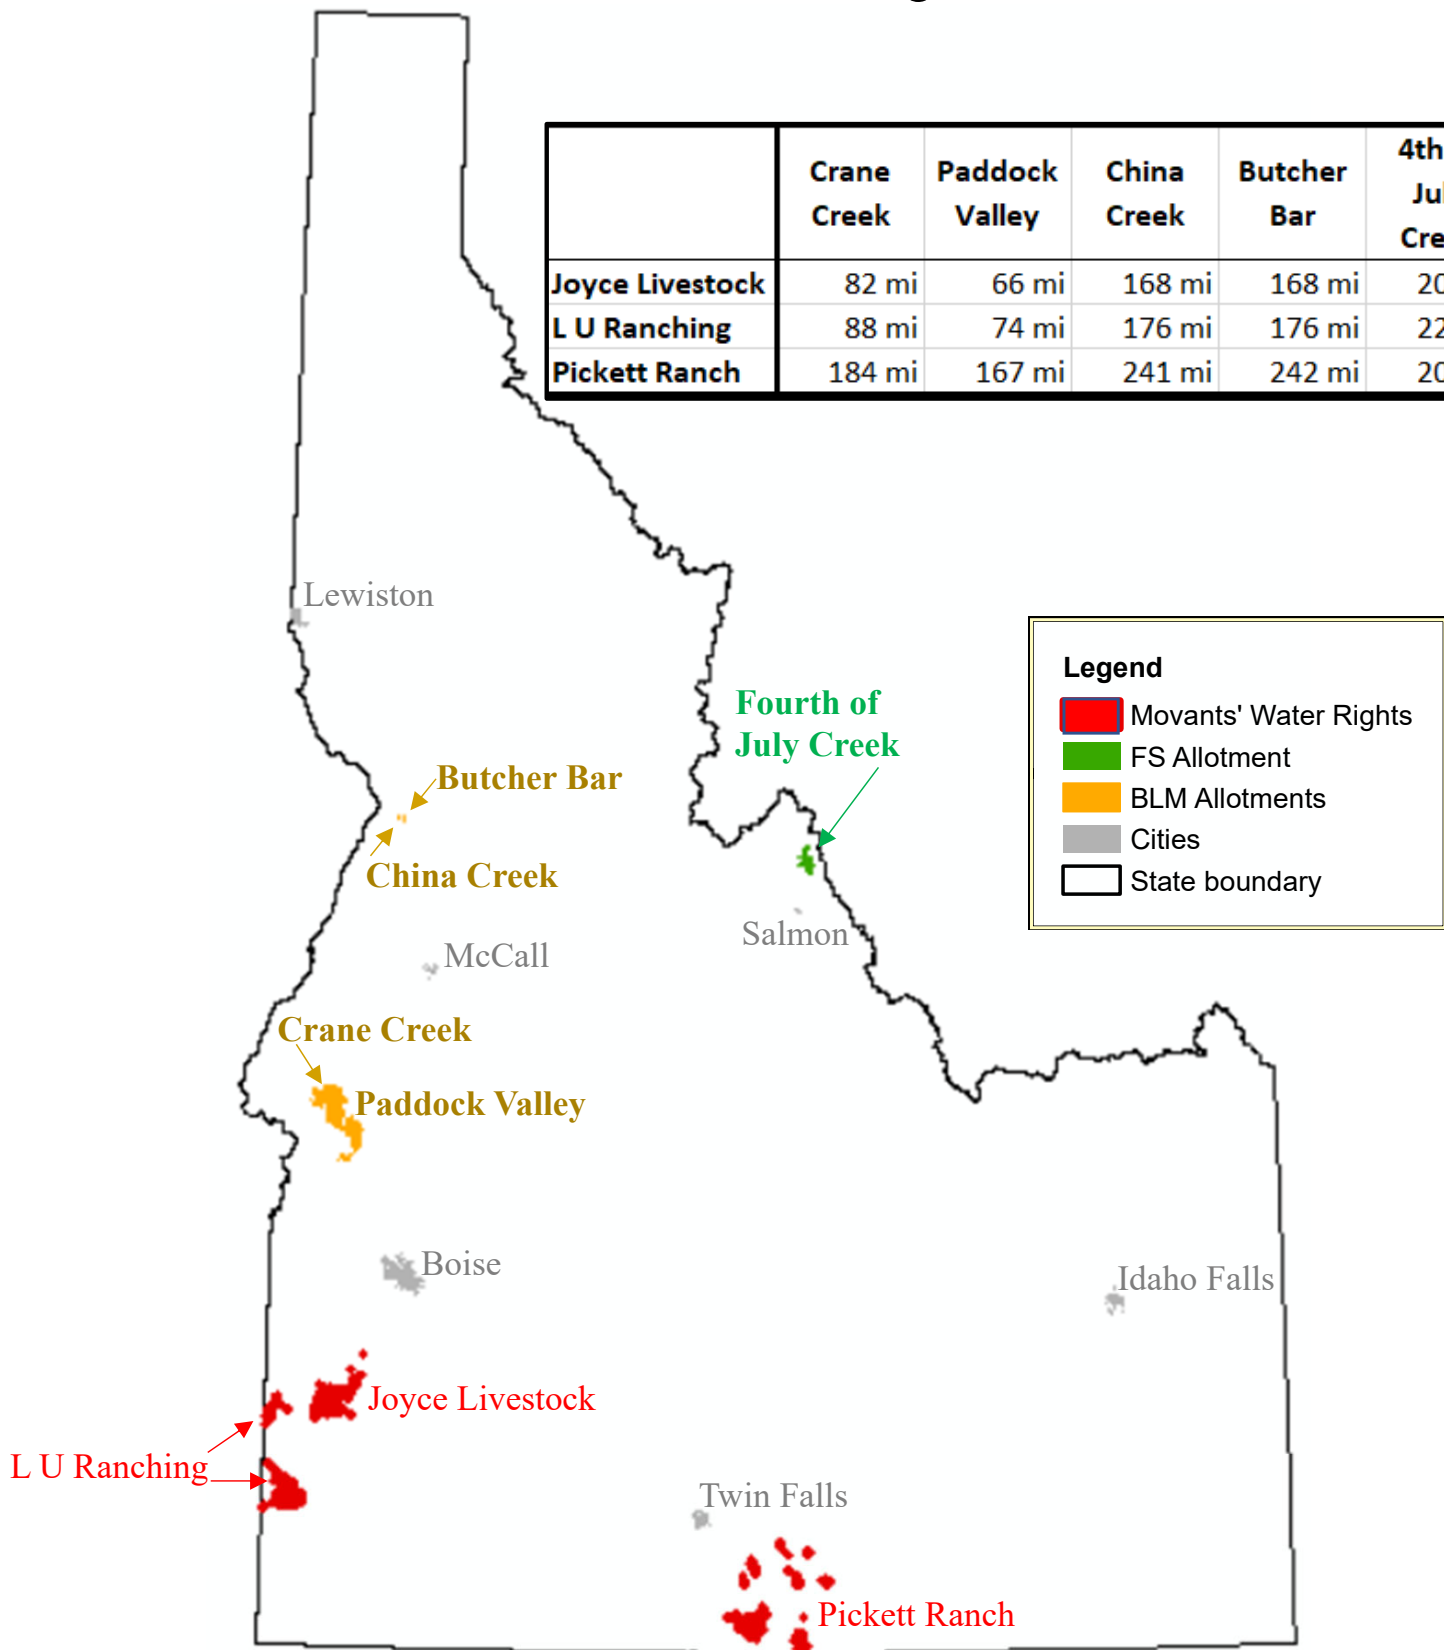 Crane Creek
Paddock Valley
China Creek
Butcher Bar
4th
Joyce Livestock 82 mi 66 mi 168 mi 168 mi
L U Ranching 88 mi 74 mi 176 mi 176 mi
Pickett Ranch 184 mi 167 mi 241 mi 242 mi
Lewiston
Legend
Movants' Water Rights
FS Allotment
BLM Allotments
Cities
State boundary
Fourth of
July Creek
Butcher Bar
China Creek
Salmon
McCall
Crane Creek
Paddock Valley
Boise
Idaho Falls
Joyce Livestock
L U Ranching
Twin Falls
Pickett Ranch